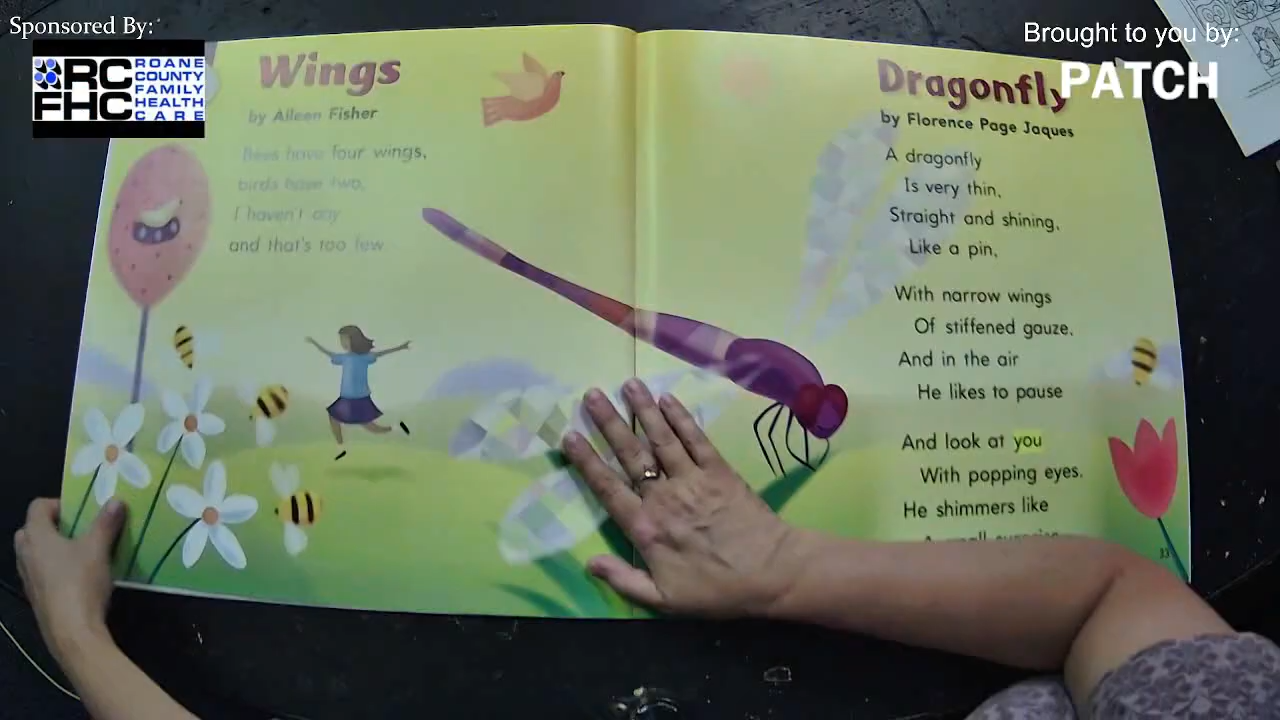 Sponsored By:
RC
FHC
ROANE
COUNTY
FAMILY
HEALTH
CARE
Brought to you by:
PATCH
Wings
by Aileen Fisher
Bees have four wings,
birds have two,
I haven't any
and that's too few.
Dragonfly
by Florence Page Jaques
A dragonfly
Is very thin,
Straight and shining,
Like a pin,
With narrow wings
Of stiffened gauze,
And in the air
He likes to pause
And look at you
With popping eyes.
He shimmers like
A small surprise
33